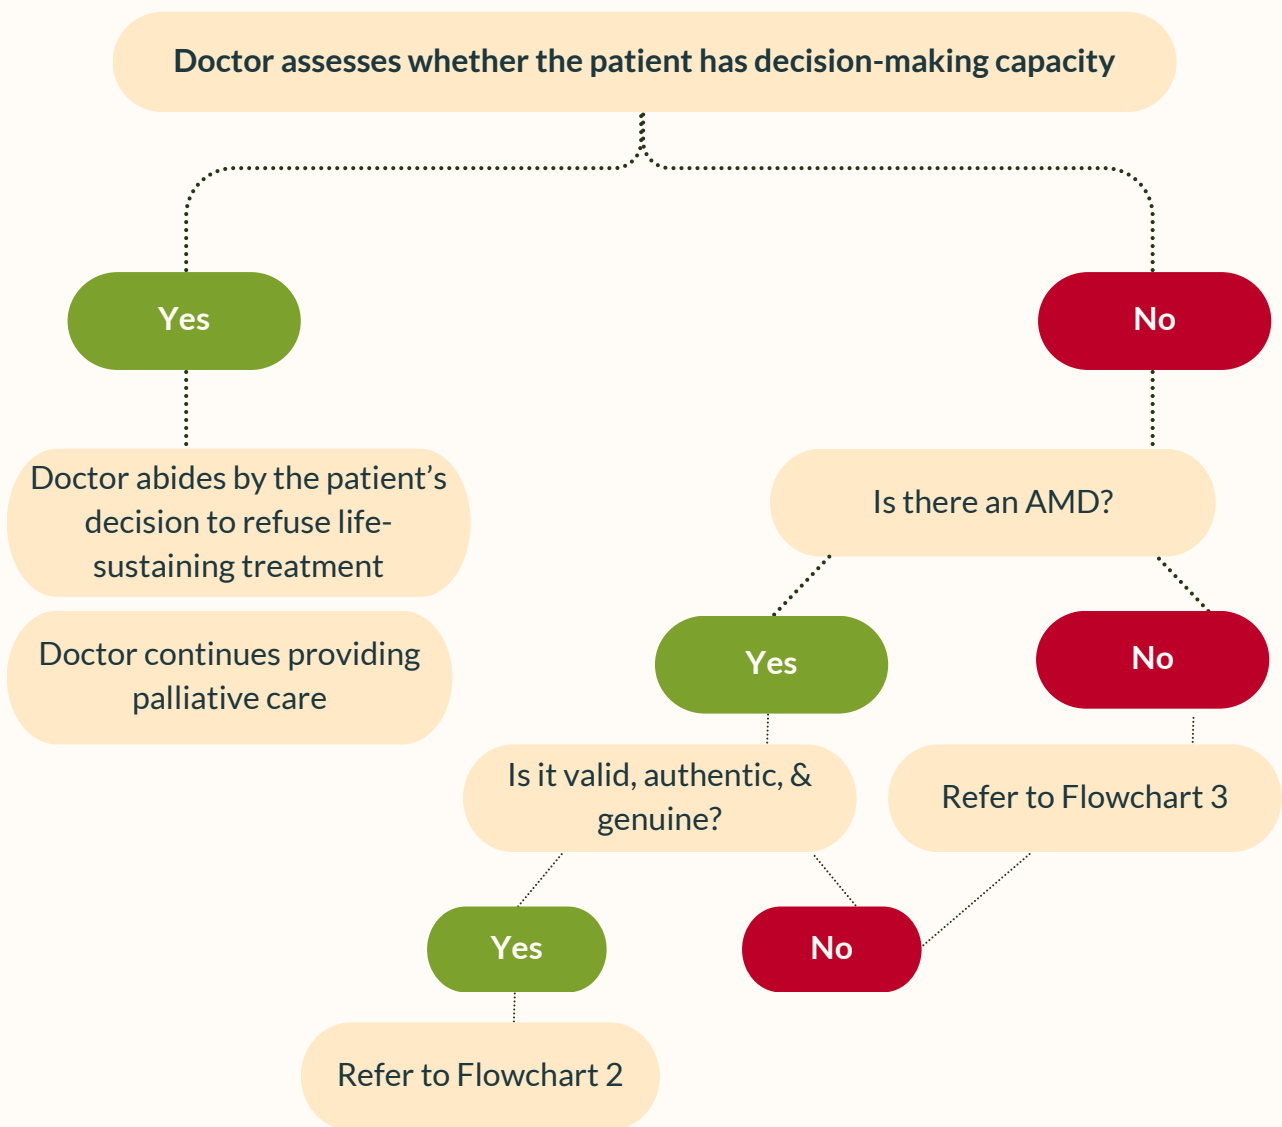 Doctor assesses whether the patient has decision-making capacity
Yes
No
Doctor abides by the patient's
decision to refuse life-
sustaining treatment
Is there an AMD?
Doctor continues providing
palliative care
Yes
No
Is it valid, authentic, &
genuine?
Refer to Flowchart 3
Yes
No
Refer to Flowchart 2